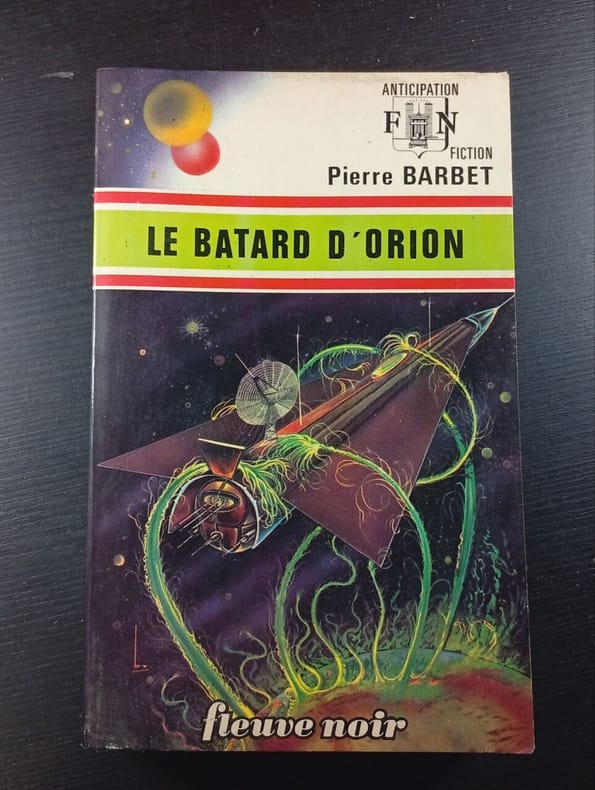 ANTICIPATION
F N
FICTION
Pierre BARBET
LE BATARD D'ORION
fleuve noir